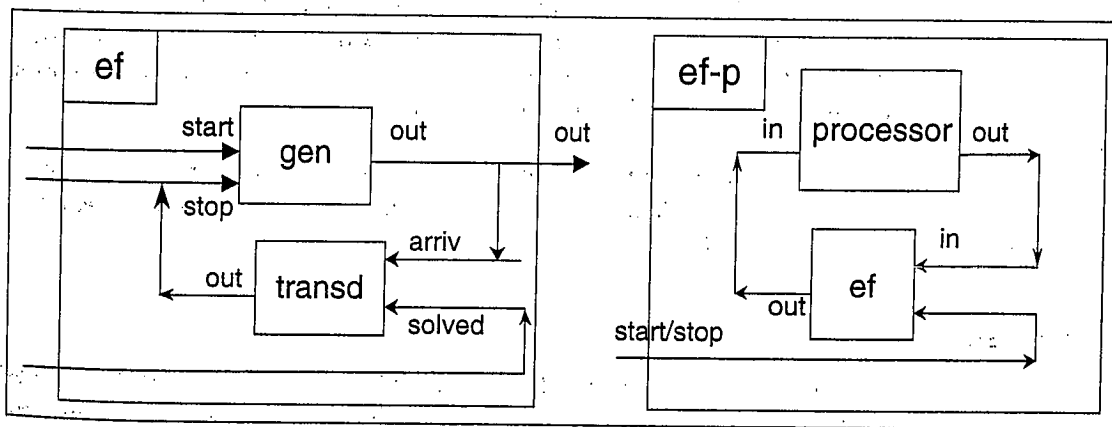 ef
start
gen
out
out
stop
arriv
out
transd
solved
ef-p
in
processor
out
in
ef
out
start/stop